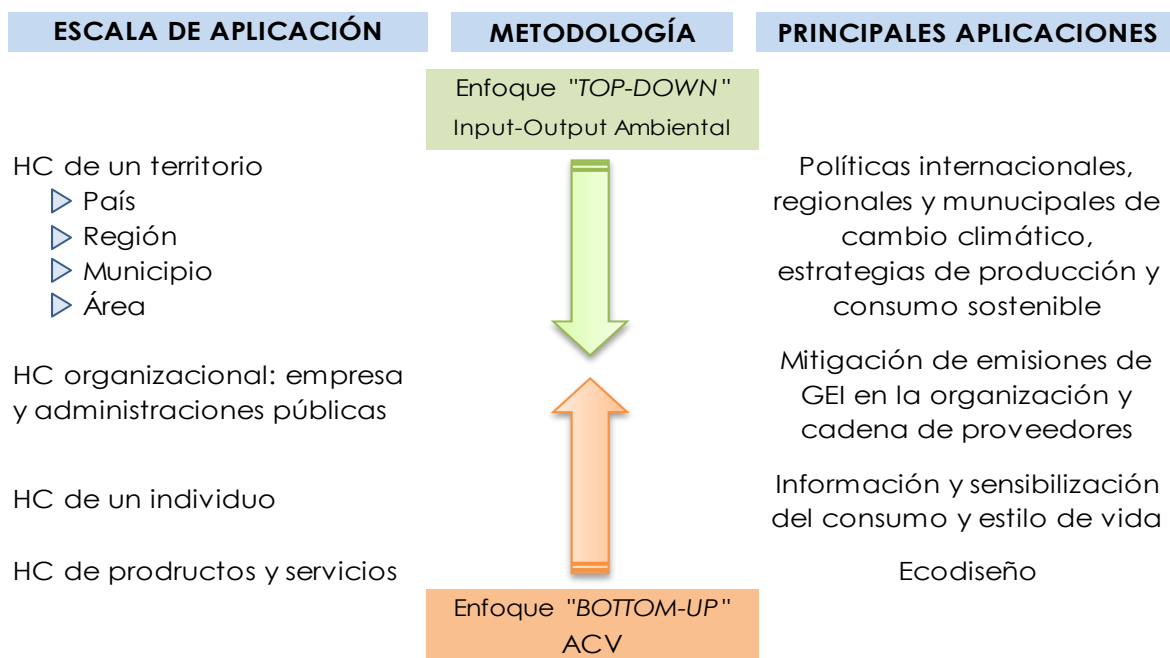 ESCALA DE APLICACIÓN
METODOLOGÍA
PRINCIPALES APLICACIONES
Enfoque "TOP-DOWN"
Input-Output Ambiental
HC de un territorio
País
Región
Municipio
Área
Políticas internacionales,
regionales y munucipales de
cambio climático,
estrategias de producción y
consumo sostenible
HC organizacional: empresa
y administraciones públicas
Mitigación de emisiones de
GEI en la organización y
cadena de proveedores
HC de un individuo
Información y sensibilización
del consumo y estilo de vida
HC de prodructos y servicios
Ecodiseño
Enfoque "BOTTOM-UP"
ACV